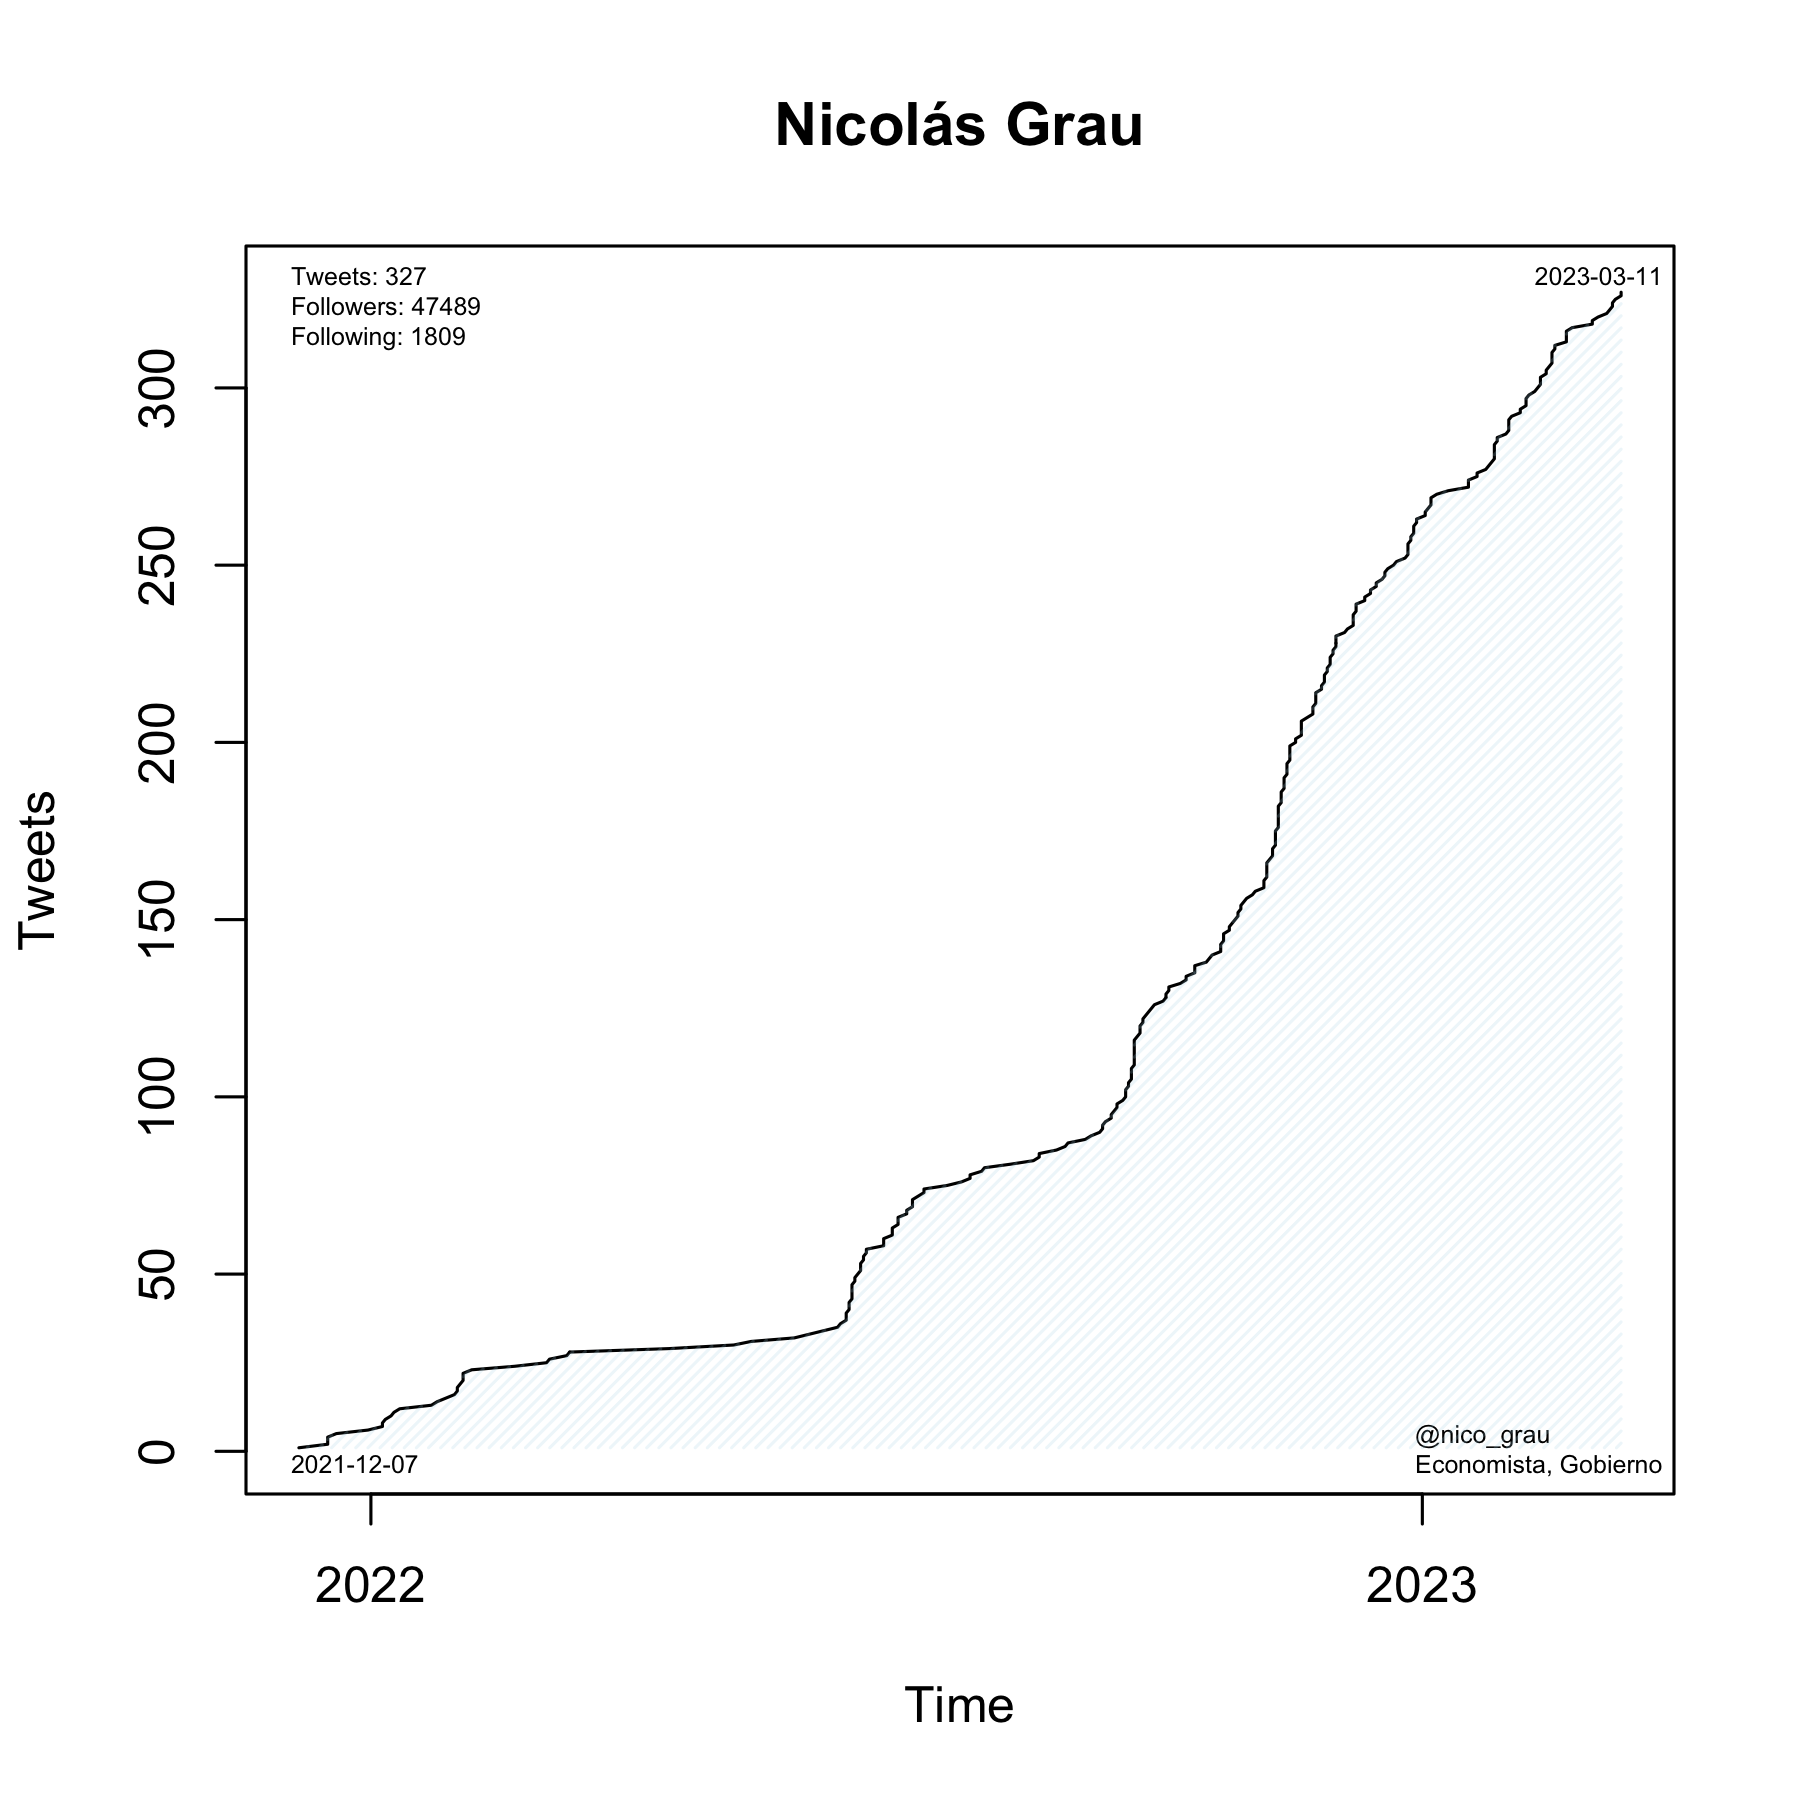 Nicolás Grau
Tweets: 327
Followers: 47489
Following: 1809
2023-03-11
300
250
200
150
100
50
0
Tweets
@nico_grau
Economista, Gobierno
2021-12-07
2022
2023
Time